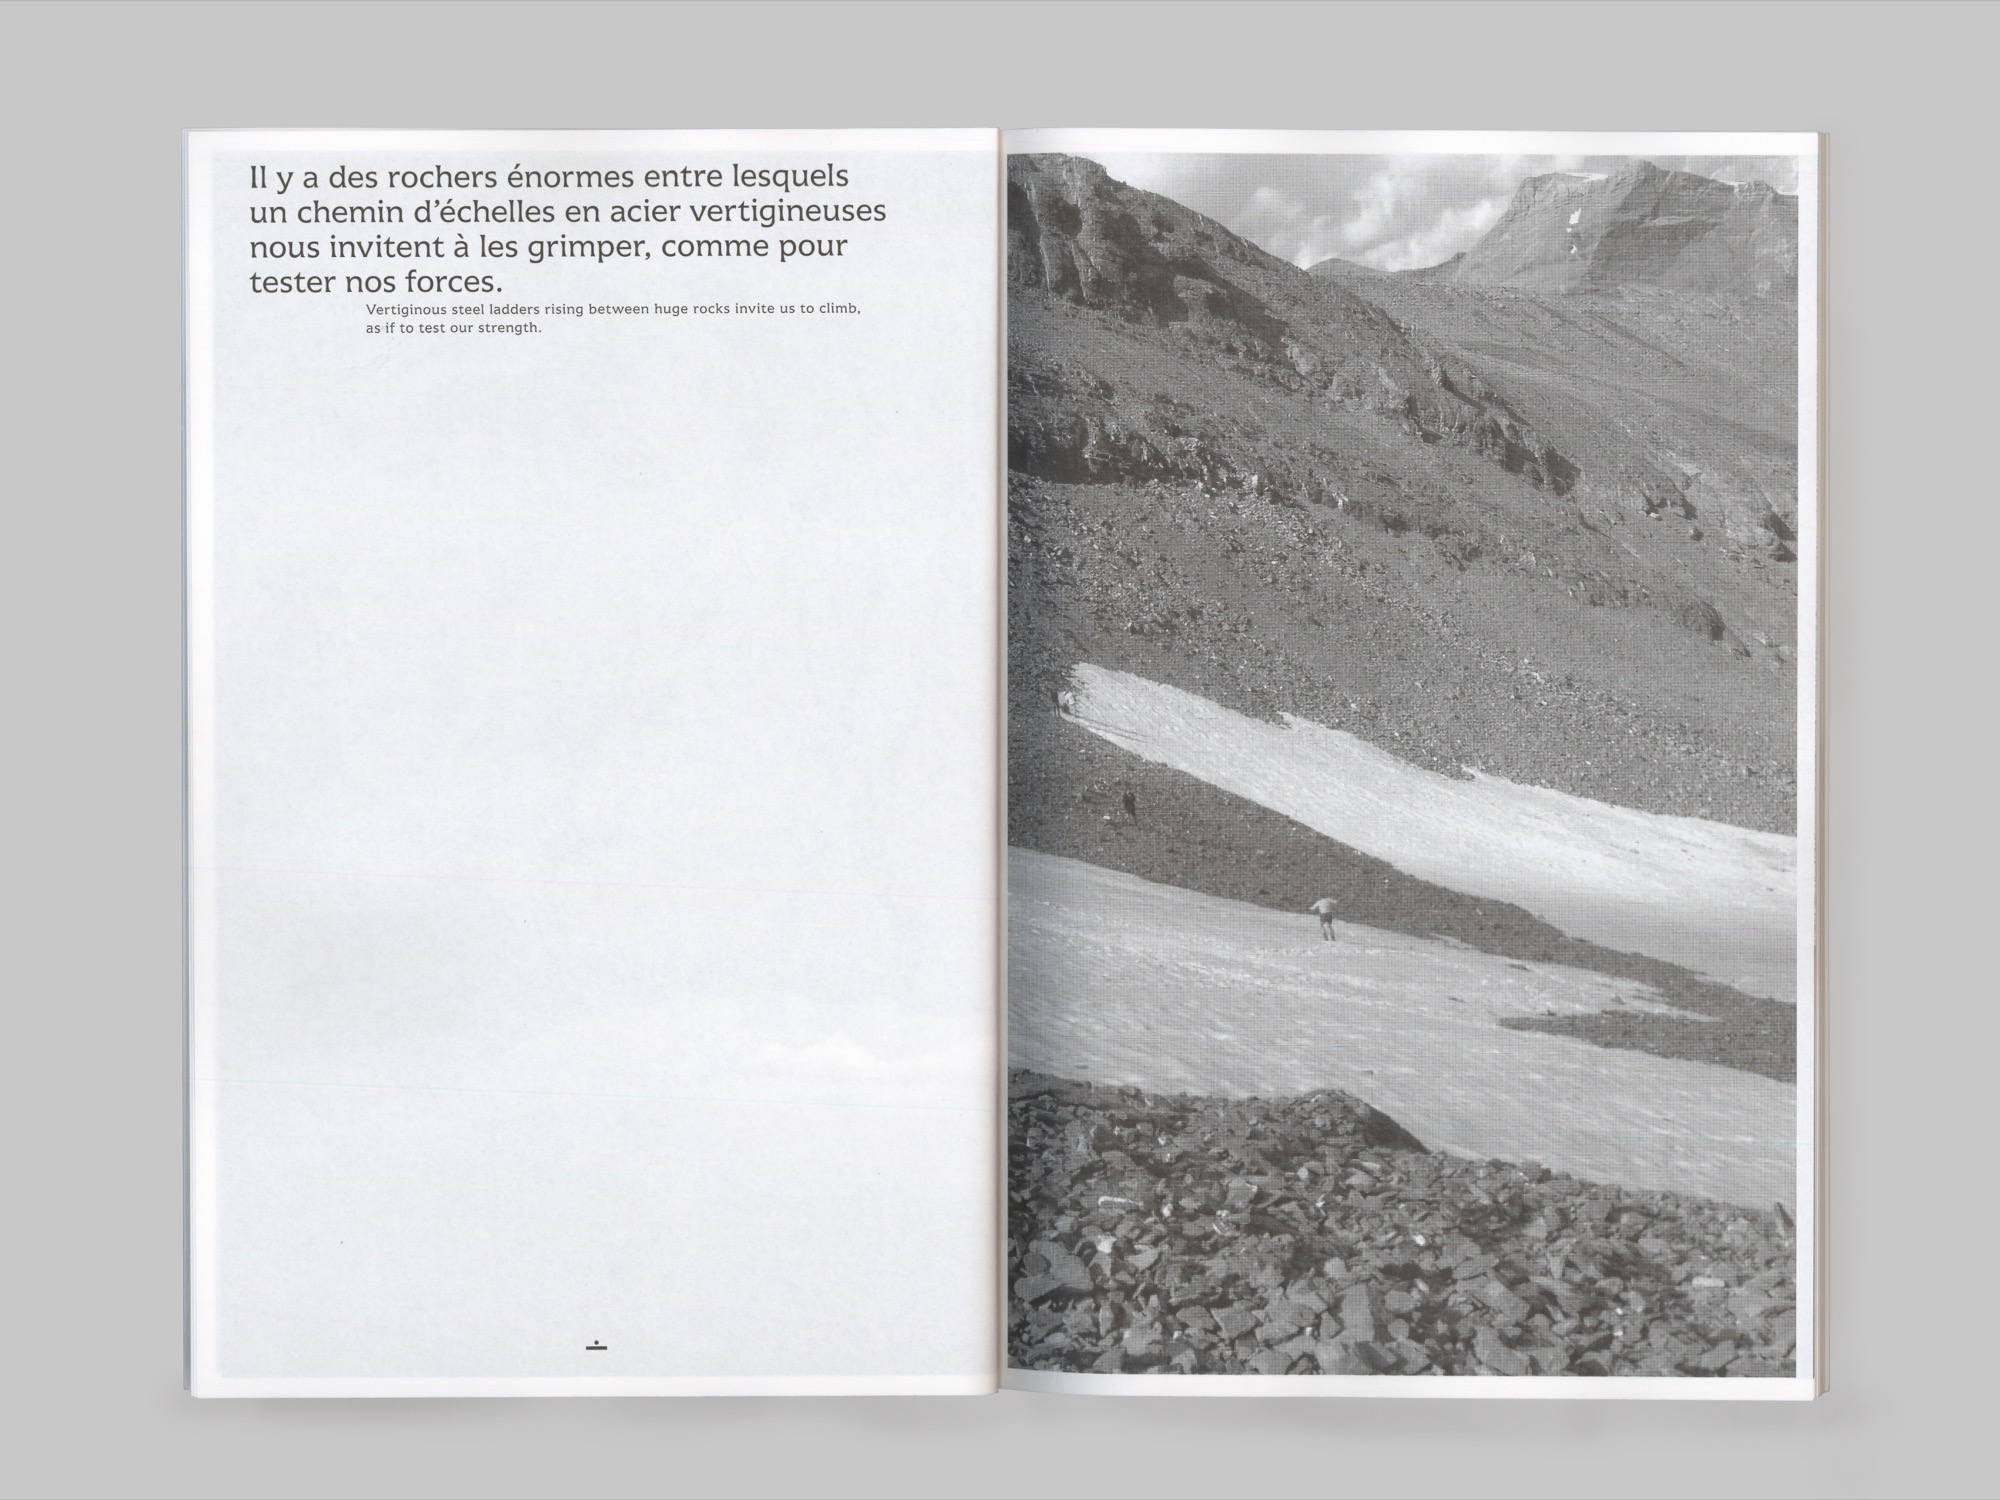 Il y a des rochers énormes entre lesquels
un chemin d’échelles en acier vertigineuses
nous invitent à les grimper, comme pour
tester nos forces.
Vertiginous steel ladders rising between huge rocks invite us to climb,
as if to test our strength.